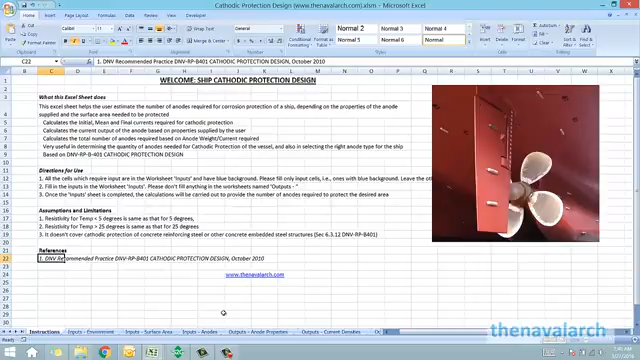 Cathodic Protection Design (www.thenavalarch.com).xlsm - Microsoft Excel
Normal 2
Normal 3
Normal 4
Normal 5
Normal 6
Normal
C22
1. DNV Recommended Practice DNV-RP-B401 CATHODIC PROTECTION DESIGN, October 2010
WELCOME: SHIP CATHODIC PROTECTION DESIGN
What this Excel Sheet does
This excel sheet helps the user estimate the number of anodes required for corrosion protection of a ship, depending on the properties of the anode
supplied and the surface area needed to be protected
Calculates the Initial, Mean and Final currents required for cathodic protection
Calculates the current output of the anode based on properties supplied by the user
Calculates the total number of anodes required based on Anode Weight/Current required
Very useful in determining the quantity of anodes needed for Cathodic Protection of the Vessel, and also in selecting the right anode type for the ship
Based on DNV-RP-B-401 CATHODIC PROTECTION DESIGN
Directions for Use
1. All the cells which require input are in the Worksheet 'Inputs' and have blue background. Please fill only input cells, i.e., ones with blue background. Leave the
2. Fill in the inputs in the Worksheet 'Inputs'. Please don't fill anything in the worksheets named "Outputs - "
3. Once the 'Inputs' sheet is completed, the calculations will be carried out to provide the number of anodes required to protect the desired area
Assumptions and Limitations
1. Resistivity for Temp < 5 degrees is same as that for 5 degrees,
2. Resistivity for Temp > 25 degrees is same as that for 25 degrees
3. It doesn't cover cathodic protection of concrete reinforcing steel or other concrete embedded steel structures (Sec 6.3.12 DNV-RP-B401)
References
1. DNV Recommended Practice DNV-RP-B401 CATHODIC PROTECTION DESIGN, October 2010
www.thenavalarch.com
Instructions
Inputs - Environment
Inputs - Surface Area
Inputs - Anodes
Outputs - Anode Properties
Outputs - Current Densities
thenavalarch
7:40 AM